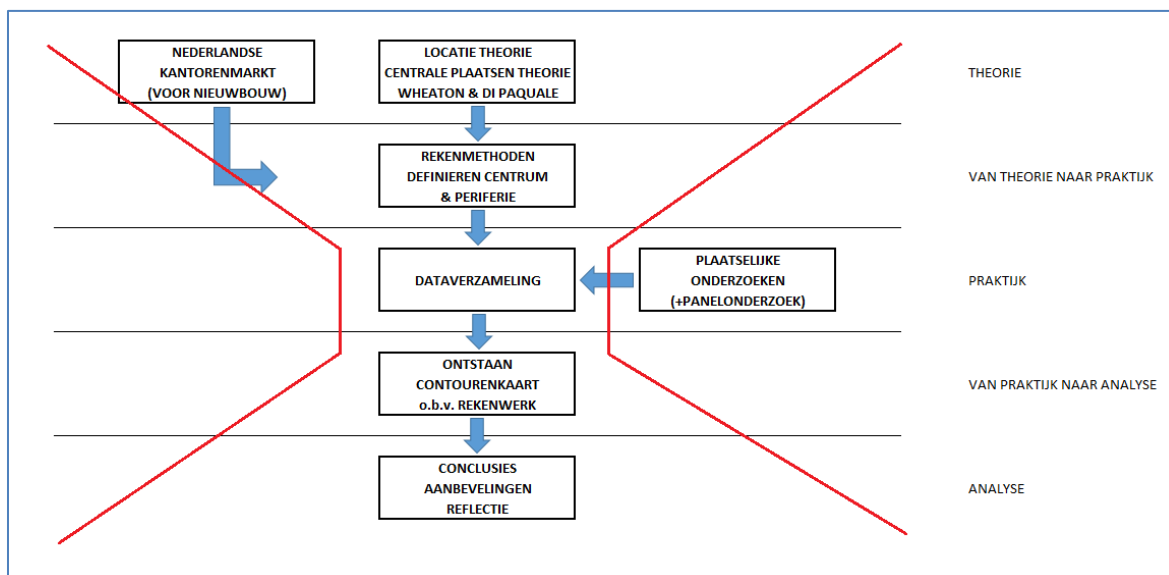 NEDERLANDSE
KANTORENMARKT
(VOOR NIEUWBOUW)
LOCATIE THEORIE
CENTRALE PLAATSEN THEORIE
WHEATON & DI PAQUALE
THEORIE
REKENMETHODEN
DEFINIEREN CENTRUM
& PERIFERIE
VAN THEORIE NAAR PRAKTIJK
DATAVERZAMELING
PLAATSELIJKE
ONDERZOEKEN
(+PANELONDERZOEK)
PRAKTIJK
ONTSTAAN
CONTOURENKAART
o.b.v. REKENWERK
VAN PRAKTIJK NAAR ANALYSE
CONCLUSIES
AANBEVELINGEN
REFLECTIE
ANALYSE